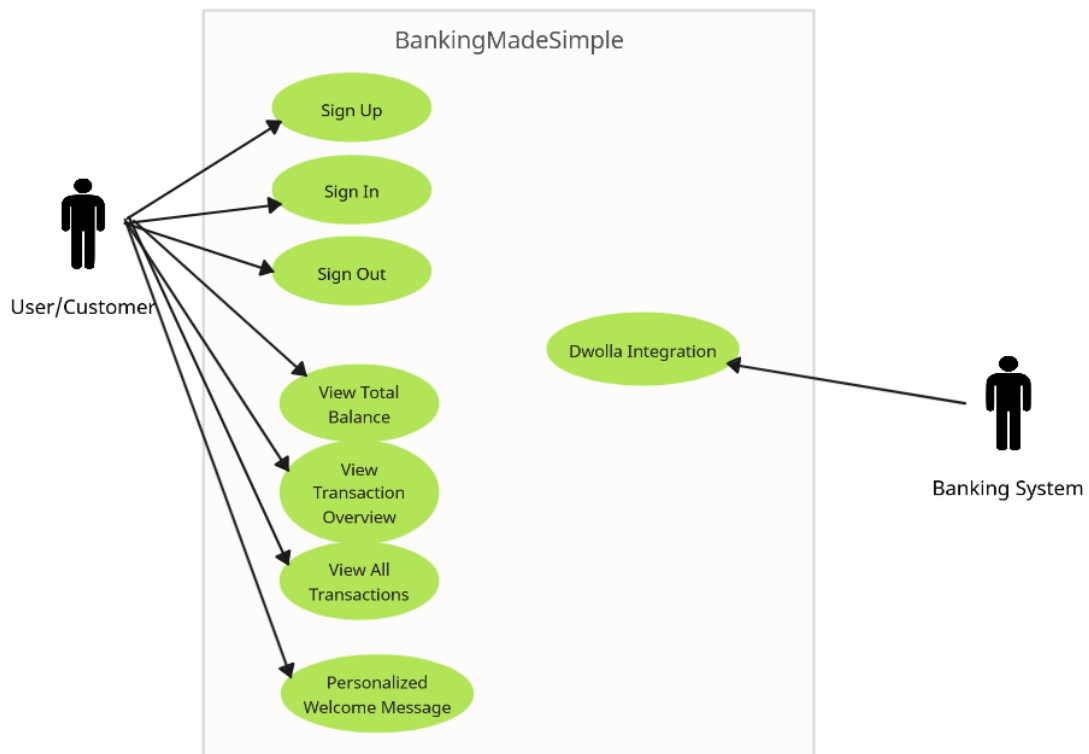 BankingMadeSimple
Sign Up
Sign In
Sign Out
User/Customer
Dwolla Integration
View Total
Balance
View
Transaction
Overview
Banking System
View All
Transactions
Personalized
Welcome Message